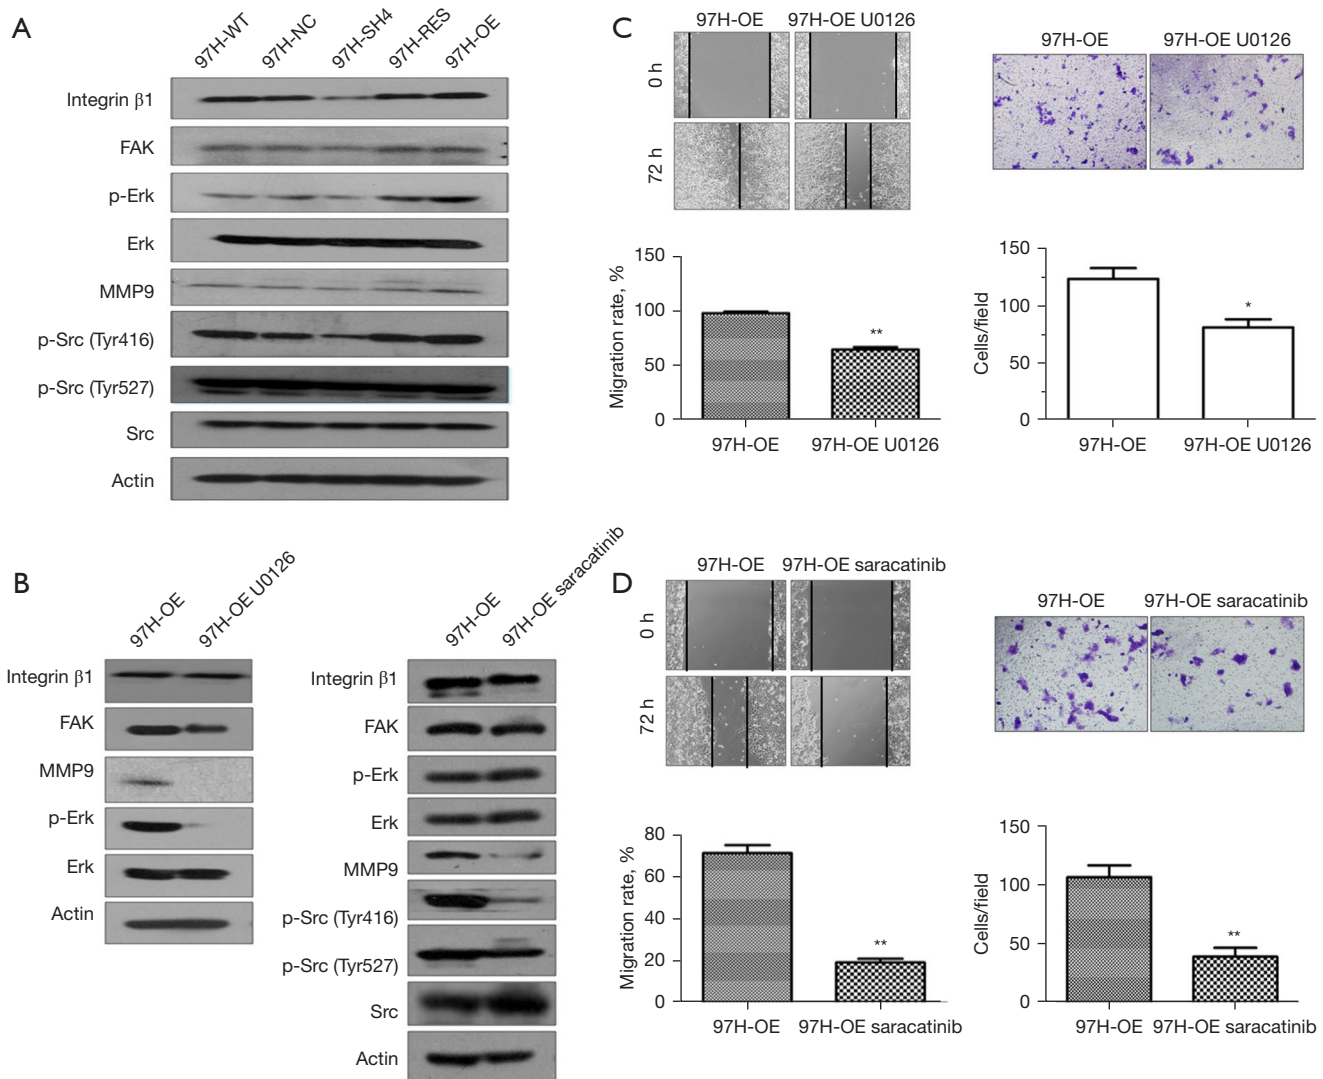 A
97H-WT
97H-NC
97H-SH4
97H-RES
97H-OE
Integrin β1
FAK
p-Erk
Erk
MMP9
p-Src (Tyr416)
p-Src (Tyr527)
Src
Actin
B
97H-OE
97H-OE U0126
Integrin β1
FAK
MMP9
p-Erk
Erk
Actin
97H-OE
97H-OE saracatinib
Integrin β1
FAK
p-Erk
Erk
MMP9
p-Src (Tyr416)
p-Src (Tyr527)
Src
Actin
C
97H-OE
97H-OE U0126
0 h
72 h
97H-OE
97H-OE U0126
Migration rate, %
150
100
50
0
**
97H-OE
97H-OE U0126
Cells/field
150
100
50
0
*
97H-OE
97H-OE U0126
D
97H-OE
97H-OE saracatinib
0 h
72 h
97H-OE
97H-OE saracatinib
Migration rate, %
80
60
40
20
0
**
97H-OE
97H-OE saracatinib
Cells/field
150
100
50
0
**
97H-OE
97H-OE saracatinib